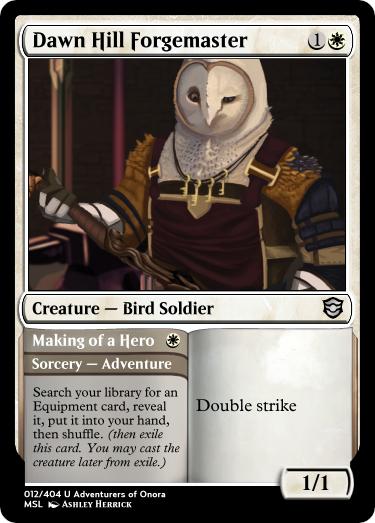 Dawn Hill Forgemaster 1
Creature — Bird Soldier
Making of a Hero
Sorcery — Adventure
Search your library for an
Equipment card, reveal
it, put it into your hand,
then shuffle. (then exile
this card. You may cast the
creature later from exile.)
Double strike
1/1
012/404 U Adventurers of Onora
MSL Ashley Herrick